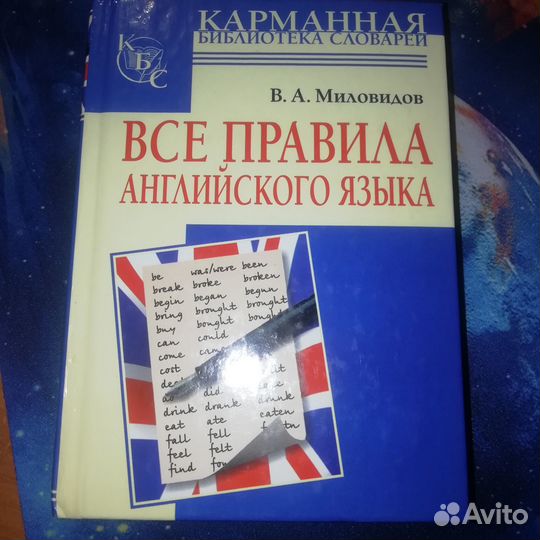 КАРМАННАЯ
БИБЛИОТЕКА СЛОВАРЕЙ
КБС
В. А. Миловидов
ВСЕ ПРАВИЛА
АНГЛИЙСКОГО ЯЗЫКА
be was/were been
break broke broken
begin began begun
bring brought brought
buy bought
can could
come
cost
did
drink drank drunk
eat ate eaten
fall fell
feel felt
find
Avito